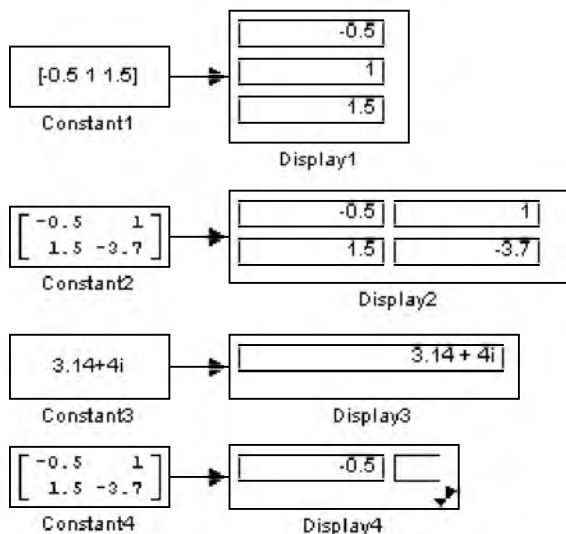 [-0.5 1 1.5]
Constant1
-0.5
1
1.5
Display1
-0.5 1
1.5 -3.7
Constant2
-0.5 1
1.5 -3.7
Display2
3.14+4i
Constant3
3.14 + 4i
Display3
-0.5 1
1.5 -3.7
Constant4
-0.5
Display4